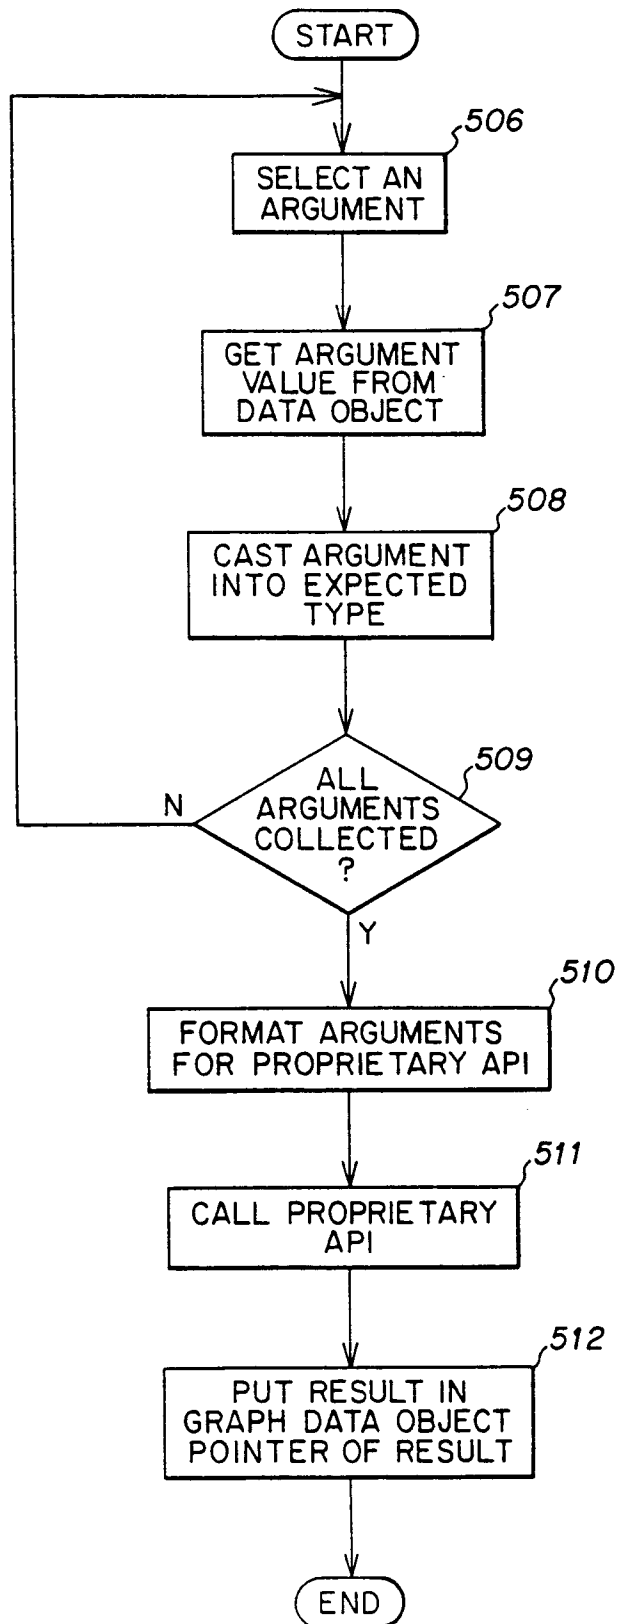 START
506
SELECT AN
ARGUMENT
507
GET ARGUMENT
VALUE FROM
DATA OBJECT
508
CAST ARGUMENT
INTO EXPECTED
TYPE
509
ALL
ARGUMENTS
COLLECTED
?
N
Y
510
FORMAT ARGUMENTS
FOR PROPRIETARY API
511
CALL PROPRIETARY
API
512
PUT RESULT IN
GRAPH DATA OBJECT
POINTER OF RESULT
END